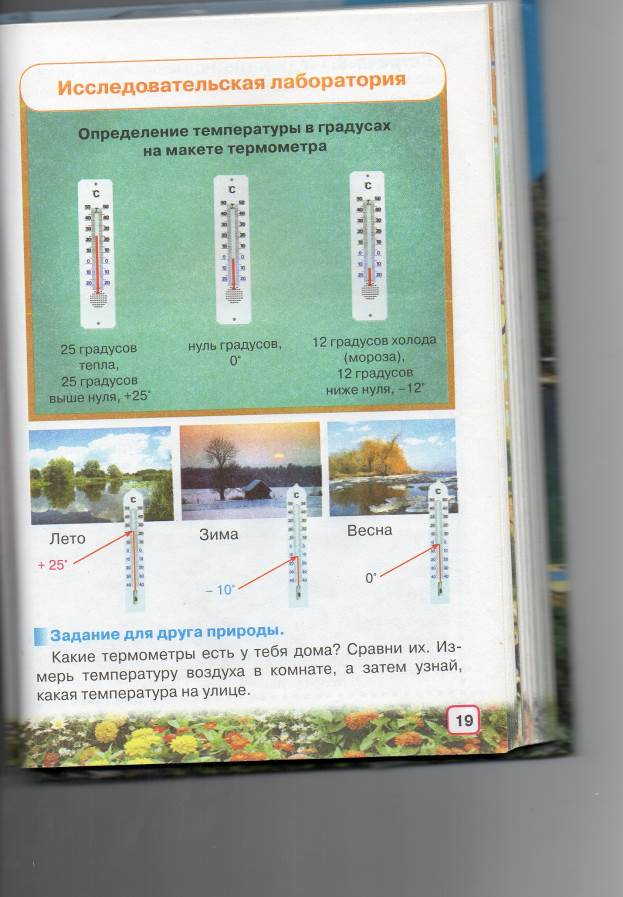 Исследовательская лаборатория
Определение температуры в градусах
на макете термометра
°C
°C
°C
25 градусов
тепла,
25 градусов
выше нуля, +25°
нуль градусов,
0°
12 градусов холода
(мороза),
12 градусов
ниже нуля, –12°
°C
°C
°C
Лето
Зима
Весна
+ 25°
– 10°
0°
Задание для друга природы.
Какие термометры есть у тебя дома? Сравни их. Из-
мерь температуру воздуха в комнате, а затем узнай,
какая температура на улице.
19